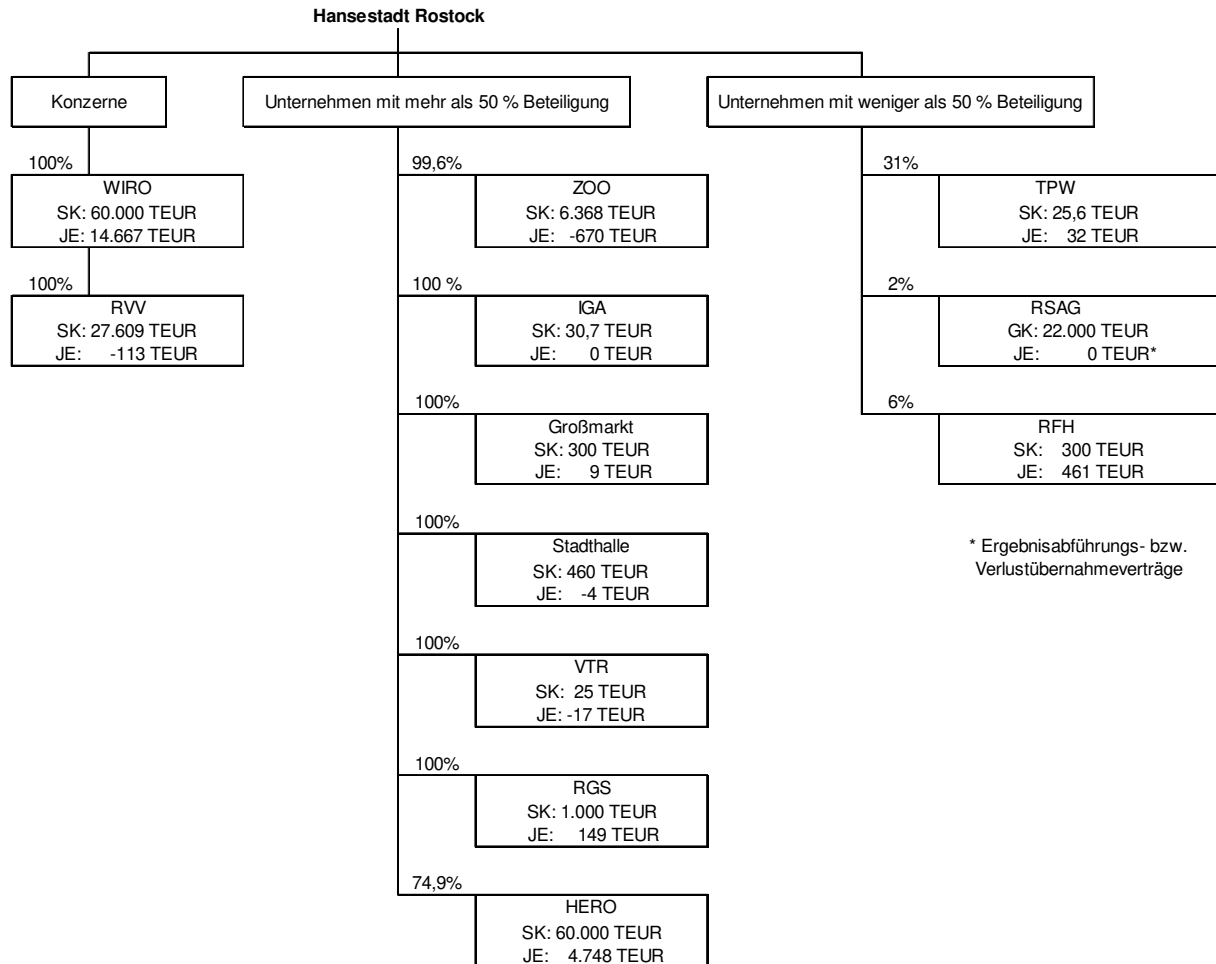 Hansestadt Rostock
Konzerne
Unternehmen mit mehr als 50 % Beteiligung
Unternehmen mit weniger als 50 % Beteiligung
100%
WIRO
SK: 60.000 TEUR
JE: 14.667 TEUR
100%
RVV
SK: 27.609 TEUR
JE: -113 TEUR
99,6%
ZOO
SK: 6.368 TEUR
JE: -670 TEUR
100 %
IGA
SK: 30,7 TEUR
JE: 0 TEUR
100%
Großmarkt
SK: 300 TEUR
JE: 9 TEUR
100%
Stadthalle
SK: 460 TEUR
JE: -4 TEUR
100%
VTR
SK: 25 TEUR
JE: -17 TEUR
100%
RGS
SK: 1.000 TEUR
JE: 149 TEUR
74,9%
HERO
SK: 60.000 TEUR
JE: 4.748 TEUR
31%
TPW
SK: 25,6 TEUR
JE: 32 TEUR
2%
RSAG
GK: 22.000 TEUR
JE: 0 TEUR*
6%
RFH
SK: 300 TEUR
JE: 461 TEUR
* Ergebnisabführungs- bzw.
Verlustübernahmeverträge